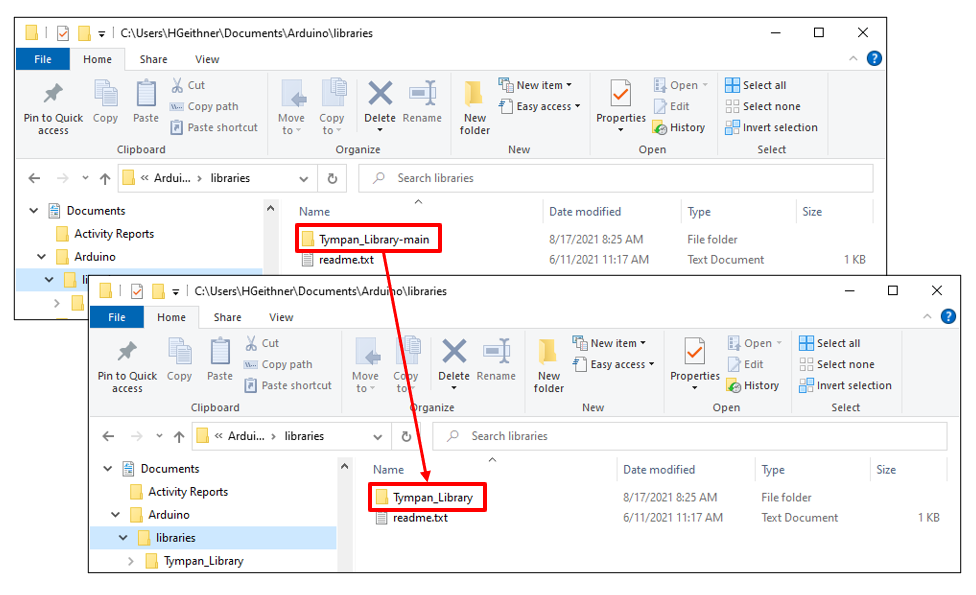 C:\Users\HGeithner\Documents\Arduino\libraries
File Home Share View
Pin to Quick access
Copy
Paste
Cut
Copy path
Paste shortcut
Move to
Copy to
Delete
Rename
New folder
New item
Easy access
Properties
Open
Edit
History
Select all
Select none
Invert selection
Clipboard Organize New Open Select
« Ardui... › libraries
Search libraries
Name Date modified Type Size
Documents
Activity Reports
Arduino
Tympan_Library-main 8/17/2021 8:25 AM File folder
readme.txt 6/11/2021 11:17 AM Text Document 1 KB
C:\Users\HGeithner\Documents\Arduino\libraries
File Home Share View
Pin to Quick access
Copy
Paste
Cut
Copy path
Paste shortcut
Move to
Copy to
Delete
Rename
New folder
New item
Easy access
Properties
Open
Edit
History
Select all
Select none
Invert selection
Clipboard Organize New Open Select
« Ardui... › libraries
Search libraries
Name Date modified Type Size
Documents
Activity Reports
Arduino
libraries
Tympan_Library
Tympan_Library 8/17/2021 8:25 AM File folder
readme.txt 6/11/2021 11:17 AM Text Document 1 KB